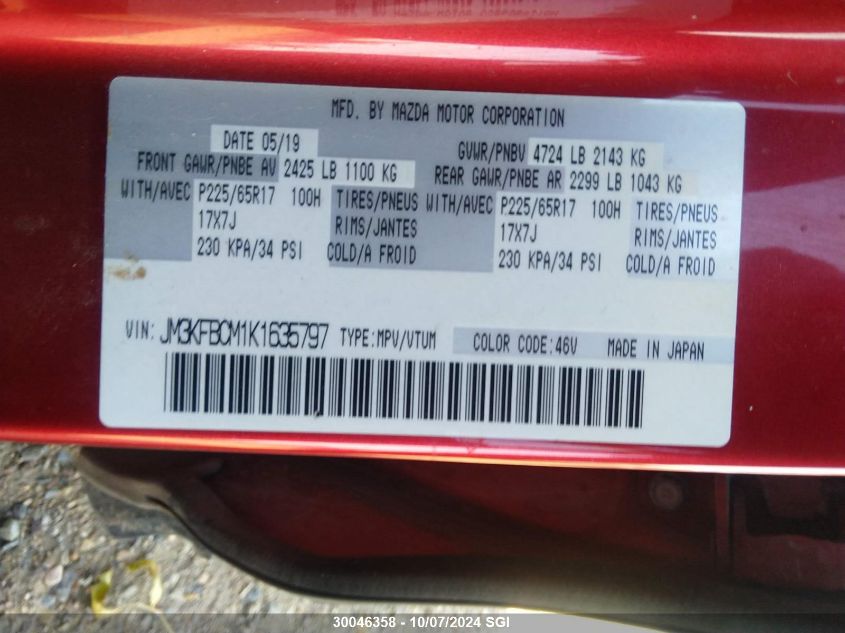 MFD. BY MAZDA MOTOR CORPORATION
DATE 05/19 GVWR/PNBV 4724 LB 2143 KG
FRONT GAWR/PNBE AV 2425 LB 1100 KG REAR GAWR/PNBE AR 2299 LB 1043 KG
WITH/AVEC P225/65R17 100H TIRES/PNEUS WITH/AVEC P225/65R17 100H TIRES/PNEUS
17X7J RIMS/JANTES 17X7J RIMS/JANTES
230 KPA/34 PSI COLD/A FROID 230 KPA/34 PSI COLD/A FROID
VIN: JM3KFBCM1K1635797 TYPE:MPV/VTUM COLOR CODE:46V MADE IN JAPAN
30046358 - 10/07/2024 SGI